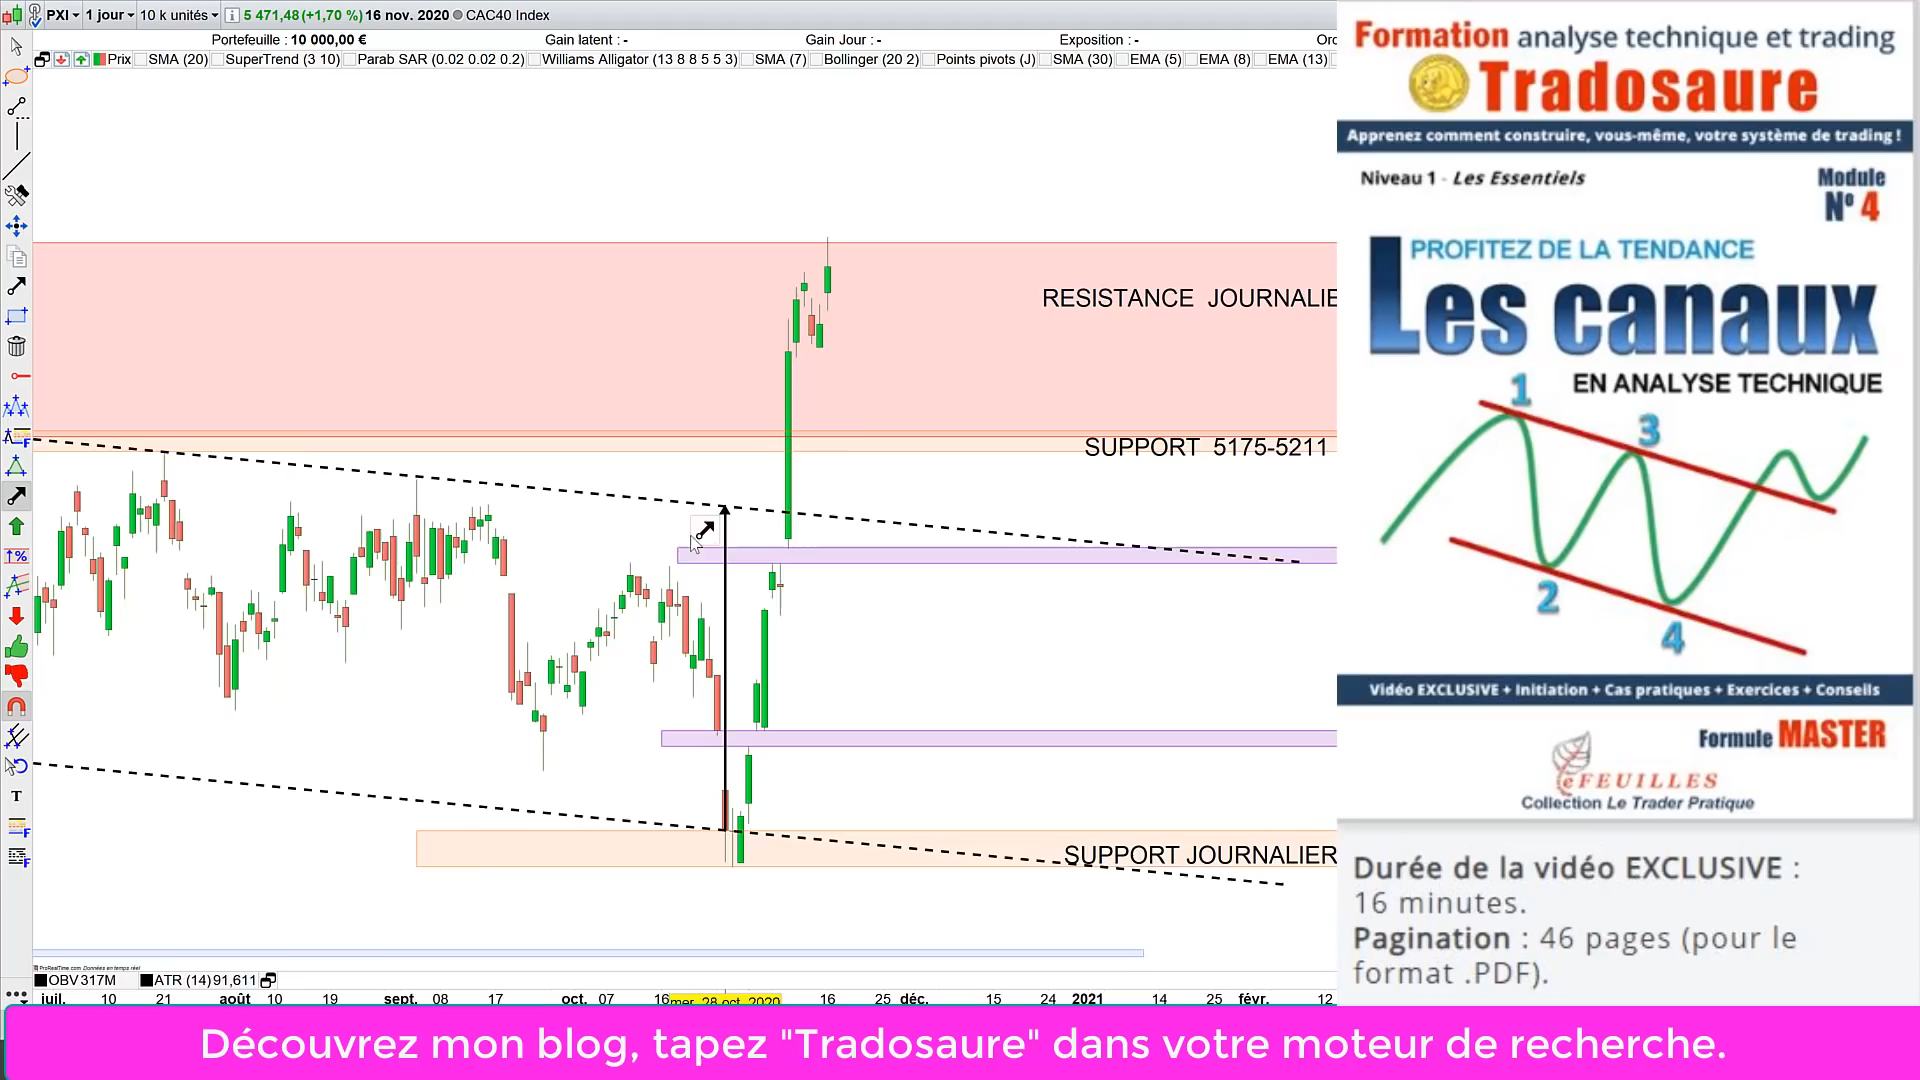 PXI 1 jour 10 k unités 5 471,48 (+1,70 %) 16 nov. 2020 CAC40 Index
Portefeuille : 10 000,00 € Gain latent : - Gain Jour : - Exposition : - Orc
Prix SMA (20) SuperTrend (3 10) Parab SAR (0.02 0.02 0.2) Williams Alligator (13 8 8 5 5 3) SMA (7) Bollinger (20 2) Points pivots (J) SMA (30) EMA (5) EMA (8) EMA (13)
RESISTANCE JOURNALIE
SUPPORT 5175-5211
SUPPORT JOURNALIER
ProRealTime.com Données en temps réel
OBV 317M ATR (14) 91,611
juil. 10 21 août 10 19 sept. 08 17 oct. 07 16 mer. 28 oct. 2020 16 25 déc. 15 24 2021 14 25 févr. 12
Formation analyse technique et trading
Tradosaure
Apprenez comment construire, vous-même, votre système de trading !
Niveau 1 - Les Essentiels
Module
N° 4
PROFITEZ DE LA TENDANCE
Les canaux
EN ANALYSE TECHNIQUE
1
3
2
4
Vidéo EXCLUSIVE + Initiation + Cas pratiques + Exercices + Conseils
Formule MASTER
eFEUILLES
Collection Le Trader Pratique
Durée de la vidéo EXCLUSIVE :
16 minutes.
Pagination : 46 pages (pour le
format .PDF).
Découvrez mon blog, tapez "Tradosaure" dans votre moteur de recherche.